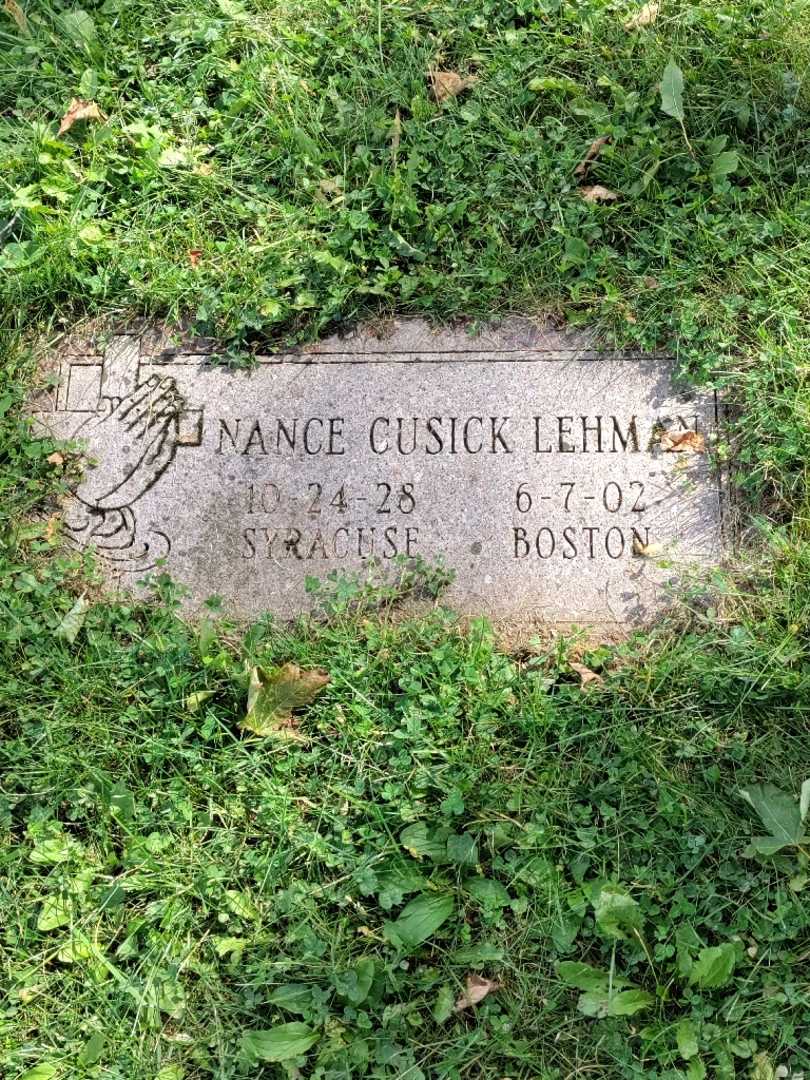 NANCE CUSICK LEHMAN
10-24-28 6-7-02
SYRACUSE BOSTON